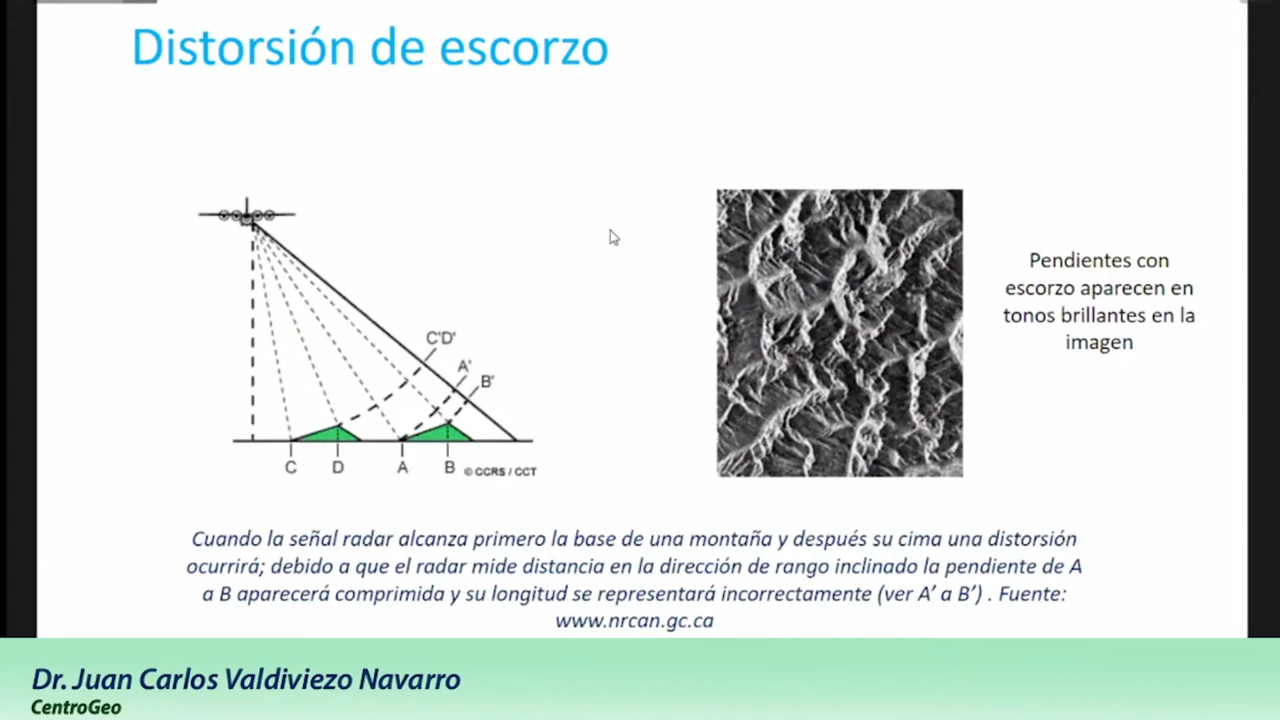 Distorsión de escorzo
C'D'
A'
B'
C D A B © CCRS / CCT
Pendientes con
escorzo aparecen en
tonos brillantes en la
imagen
Cuando la señal radar alcanza primero la base de una montaña y después su cima una distorsión
ocurrirá; debido a que el radar mide distancia en la dirección de rango inclinado la pendiente de A
a B aparecerá comprimida y su longitud se representará incorrectamente (ver A’ a B’) . Fuente:
www.nrcan.gc.ca
Dr. Juan Carlos Valdiviezo Navarro
CentroGeo